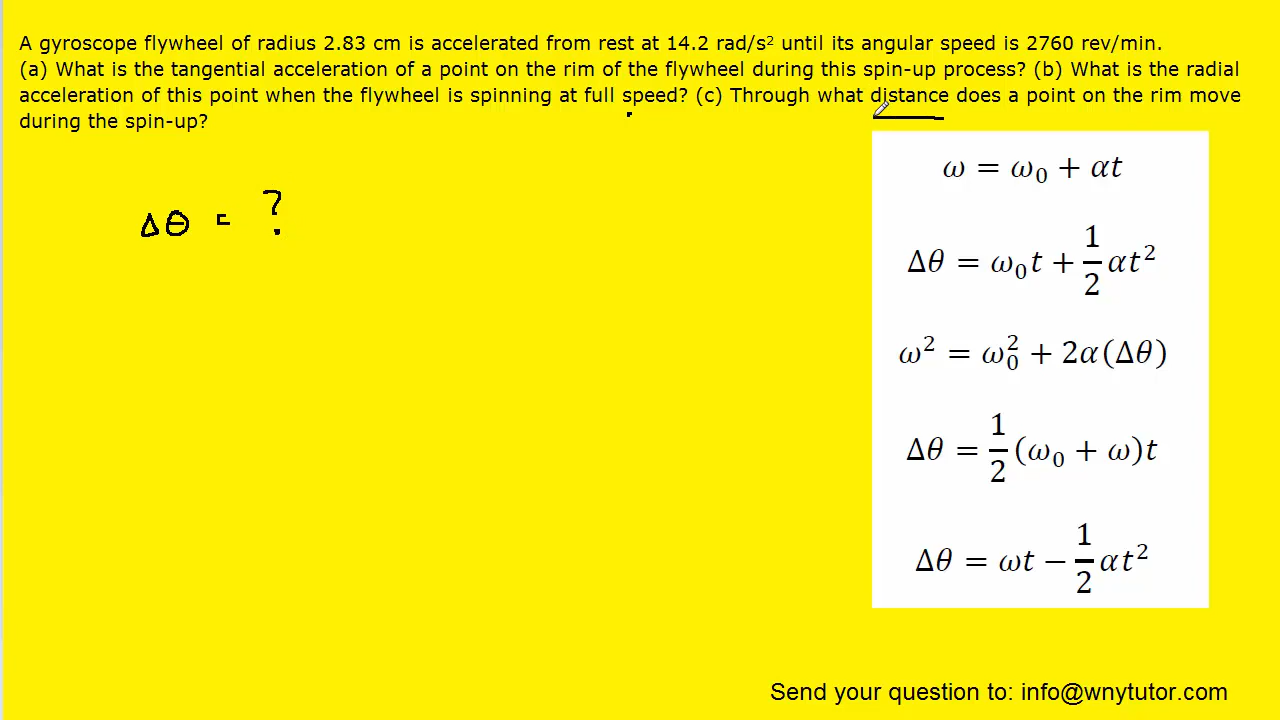 A gyroscope flywheel of radius 2.83 cm is accelerated from rest at 14.2 rad/s² until its angular speed is 2760 rev/min.
(a) What is the tangential acceleration of a point on the rim of the flywheel during this spin-up process? (b) What is the radial
acceleration of this point when the flywheel is spinning at full speed? (c) Through what distance does a point on the rim move
during the spin-up?
Δθ = ?
ω = ω₀ + αt
Δθ = ω₀t + 1/2 αt²
ω² = ω₀² + 2α(Δθ)
Δθ = 1/2 (ω₀ + ω)t
Δθ = ωt − 1/2 αt²
Send your question to: info@wnytutor.com